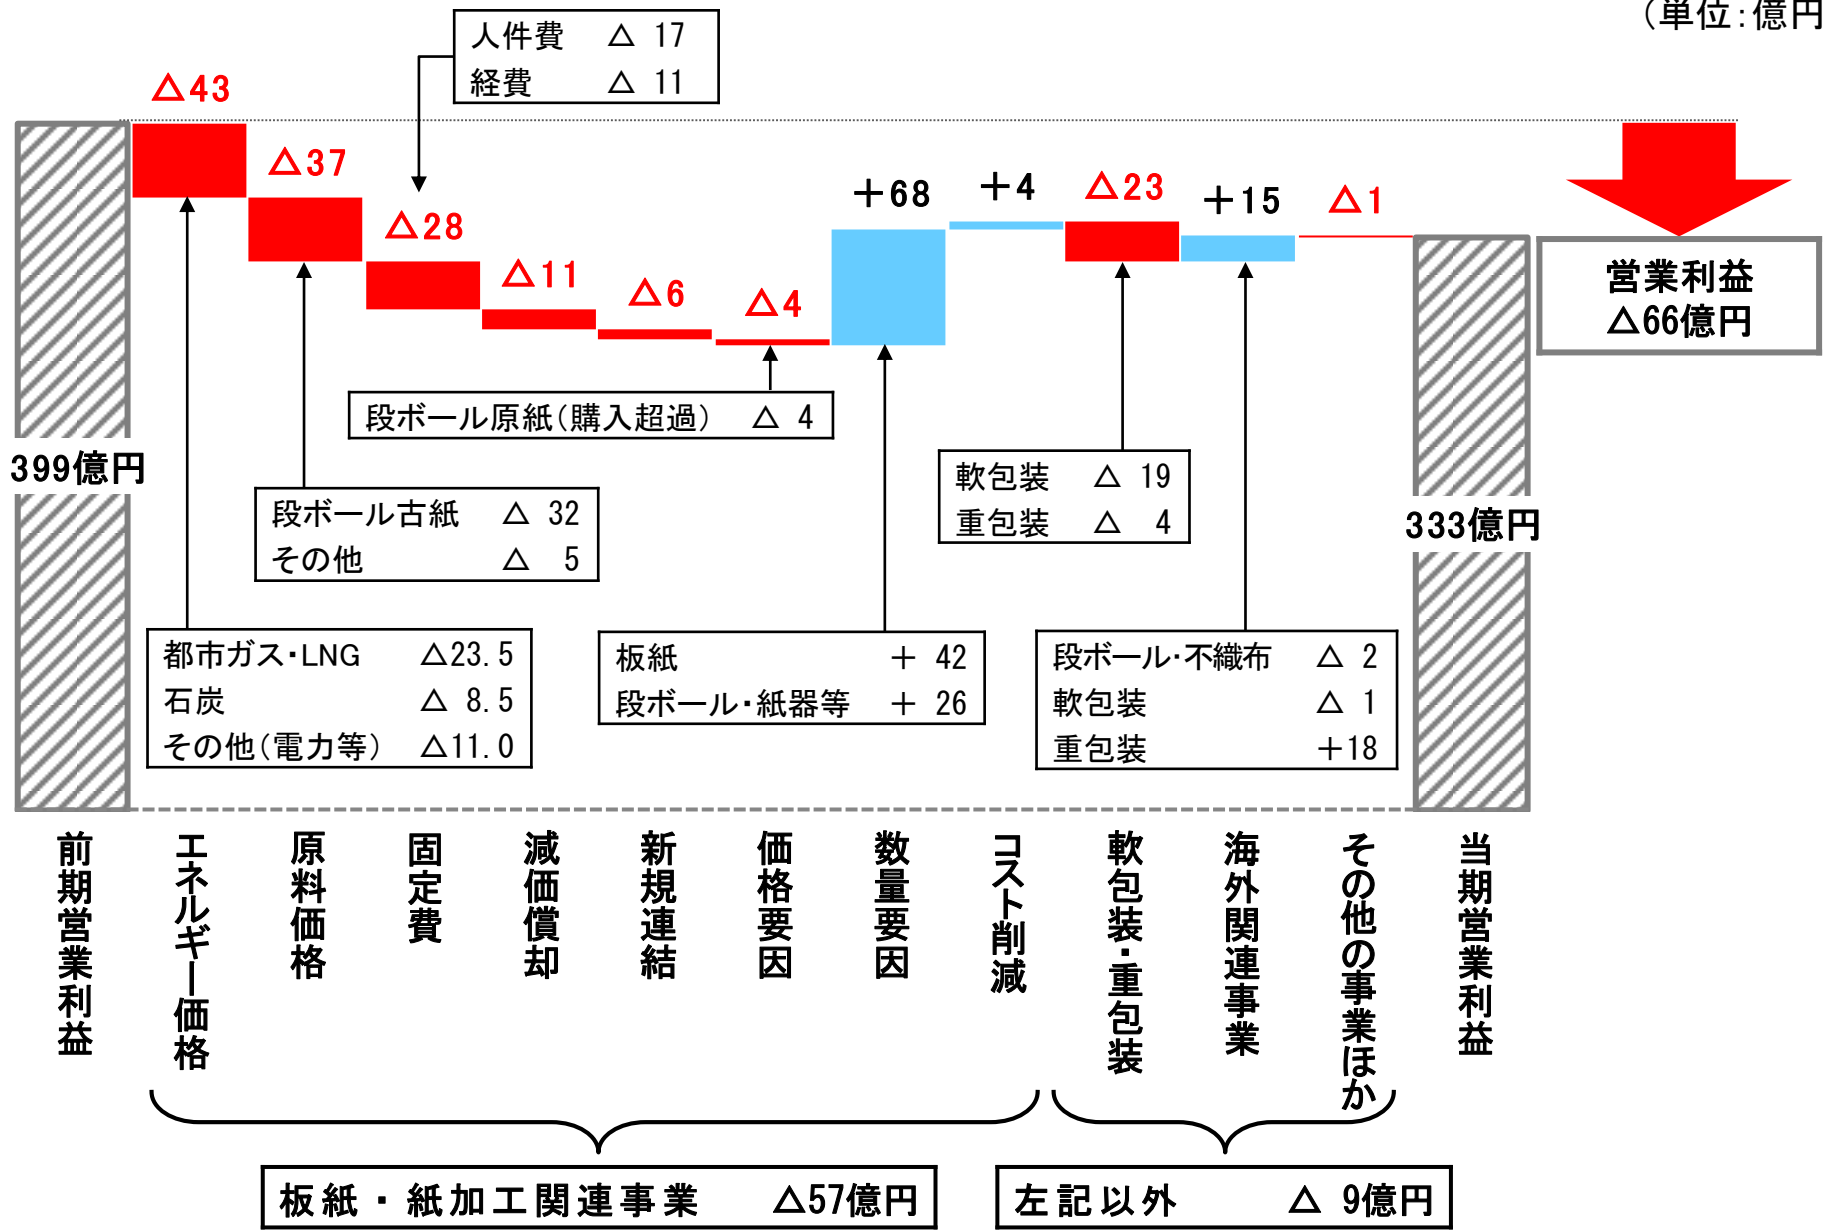 （単位：億円
人件費 △ 17
経費 △ 11
△43
△37
△28
△11
△6
△4
＋68
＋4
△23
＋15
△1
営業利益
△66億円
段ボール原紙（購入超過） △ 4
399億円
軟包装 △ 19
重包装 △ 4
333億円
段ボール古紙 △ 32
その他 △ 5
都市ガス・LNG △23.5
石炭 △ 8.5
その他（電力等） △11.0
板紙 ＋ 42
段ボール・紙器等 ＋ 26
段ボール・不織布 △ 2
軟包装 △ 1
重包装 ＋18
前期営業利益
エネルギー価格
原料価格
固定費
減価償却
新規連結
価格要因
数量要因
コスト削減
軟包装・重包装
海外関連事業
その他の事業ほか
当期営業利益
板紙・紙加工関連事業 △57億円
左記以外 △ 9億円